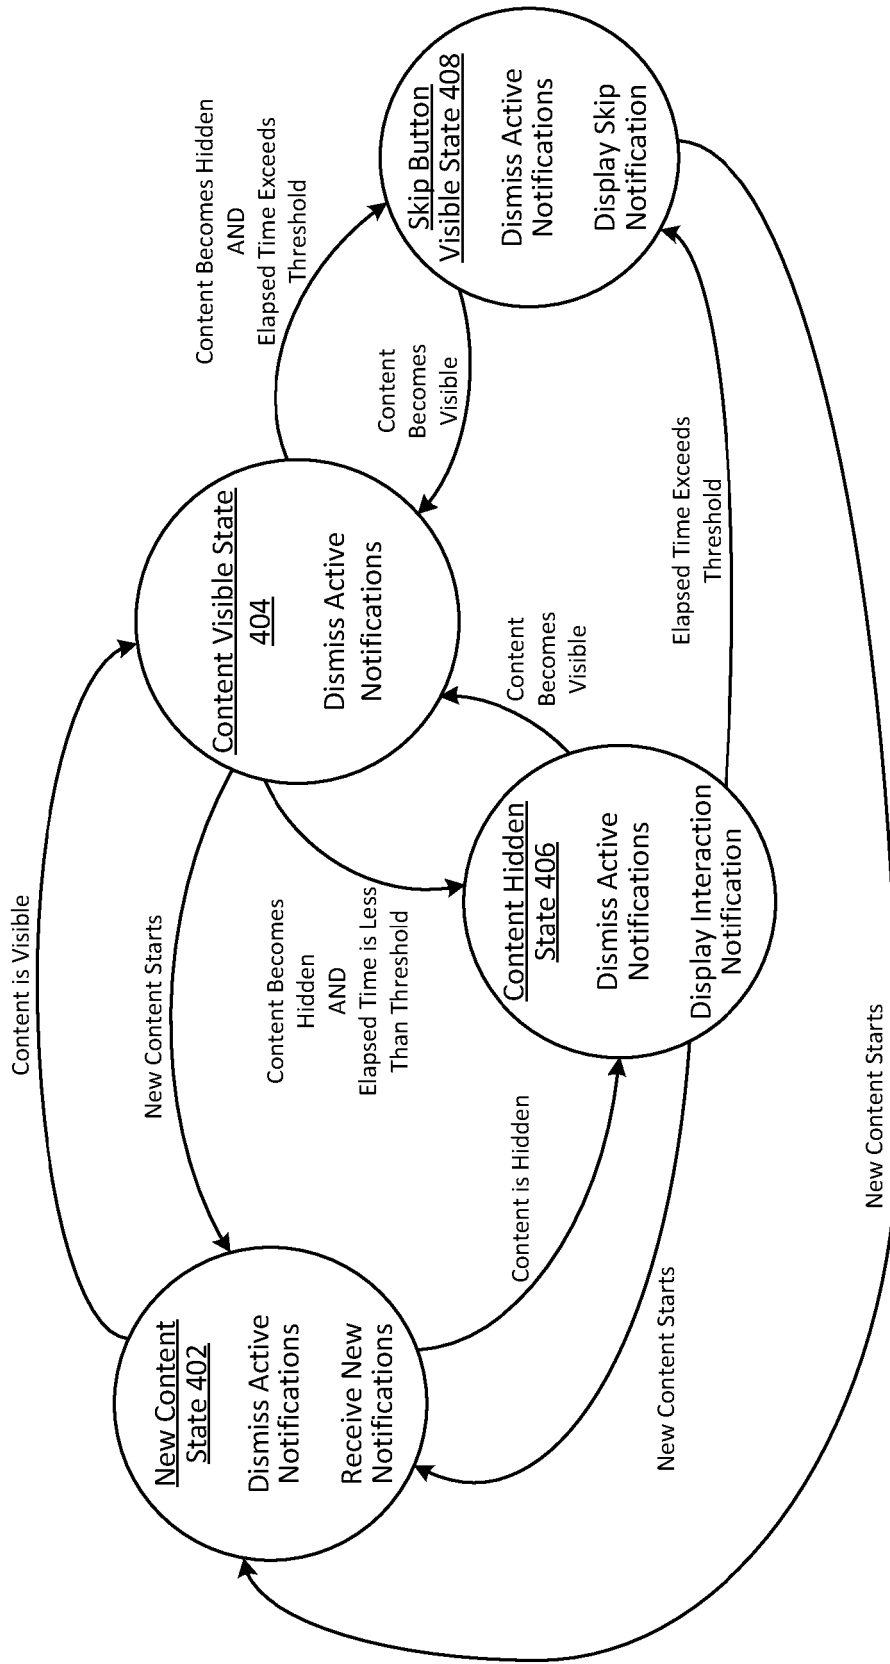 Content is Visible
New Content Starts
New Content
State 402
Dismiss Active
Notifications
Receive New
Notifications
Content Visible State
404
Dismiss Active
Notifications
Content Becomes Hidden
AND
Elapsed Time Exceeds
Threshold
Content
Becomes
Visible
Skip Button
Visible State 408
Dismiss Active
Notifications
Display Skip
Notification
Content Becomes
Hidden
AND
Elapsed Time is Less
Than Threshold
Content
Becomes
Visible
Content is Hidden
Content Hidden
State 406
Dismiss Active
Notifications
Display Interaction
Notification
Elapsed Time Exceeds
Threshold
New Content Starts
New Content Starts